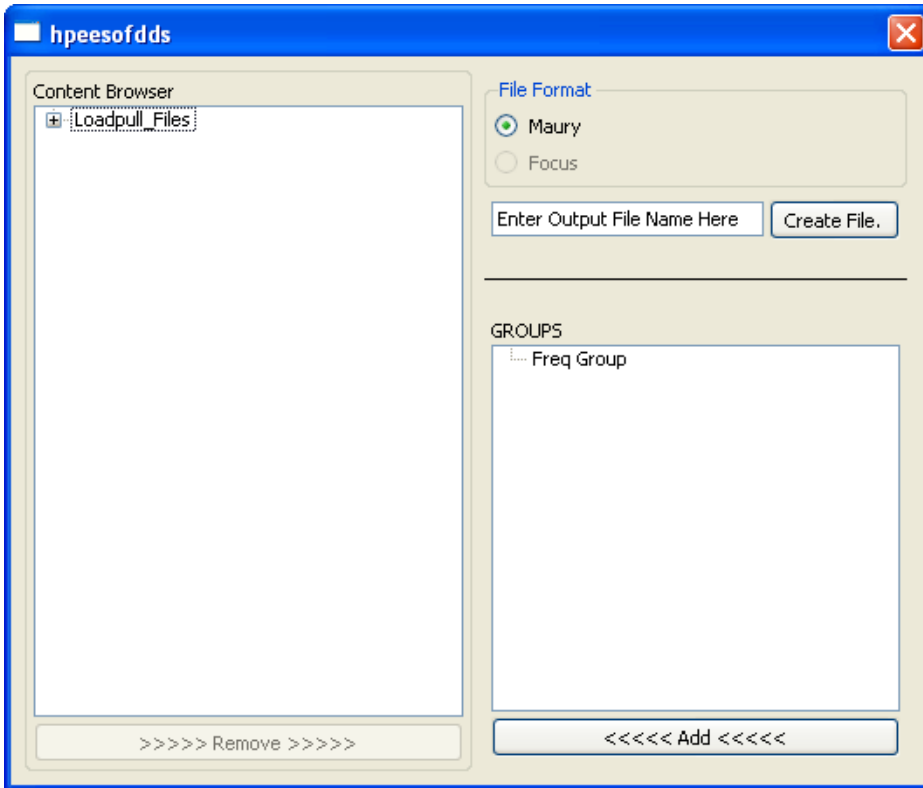 hpeesofdds
Content Browser
Loadpull_Files
>>>>> Remove >>>>>
File Format
Maury
Focus
Enter Output File Name Here
Create File.
GROUPS
Freq Group
<<<<< Add <<<<<